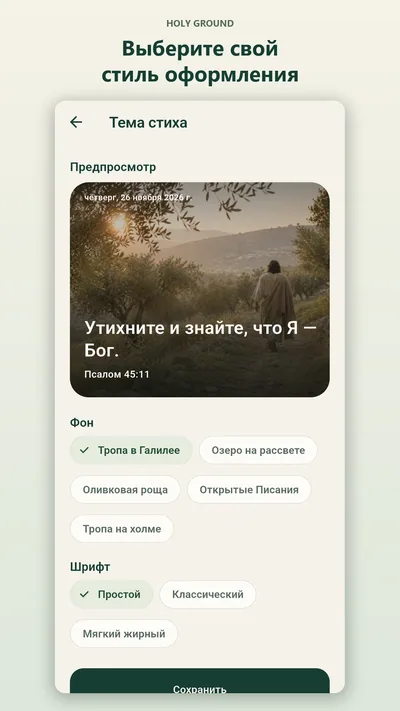 HOLY GROUND
Выберите свой
стиль оформления
Тема стиха
Предпросмотр
четверг, 26 ноября 2026 г.
Утихните и знайте, что Я —
Бог.
Псалом 45:11
Фон
Тропа в Галилее
Озеро на рассвете
Оливковая роща
Открытые Писания
Тропа на холме
Шрифт
Простой
Классический
Мягкий жирный
Сохранить